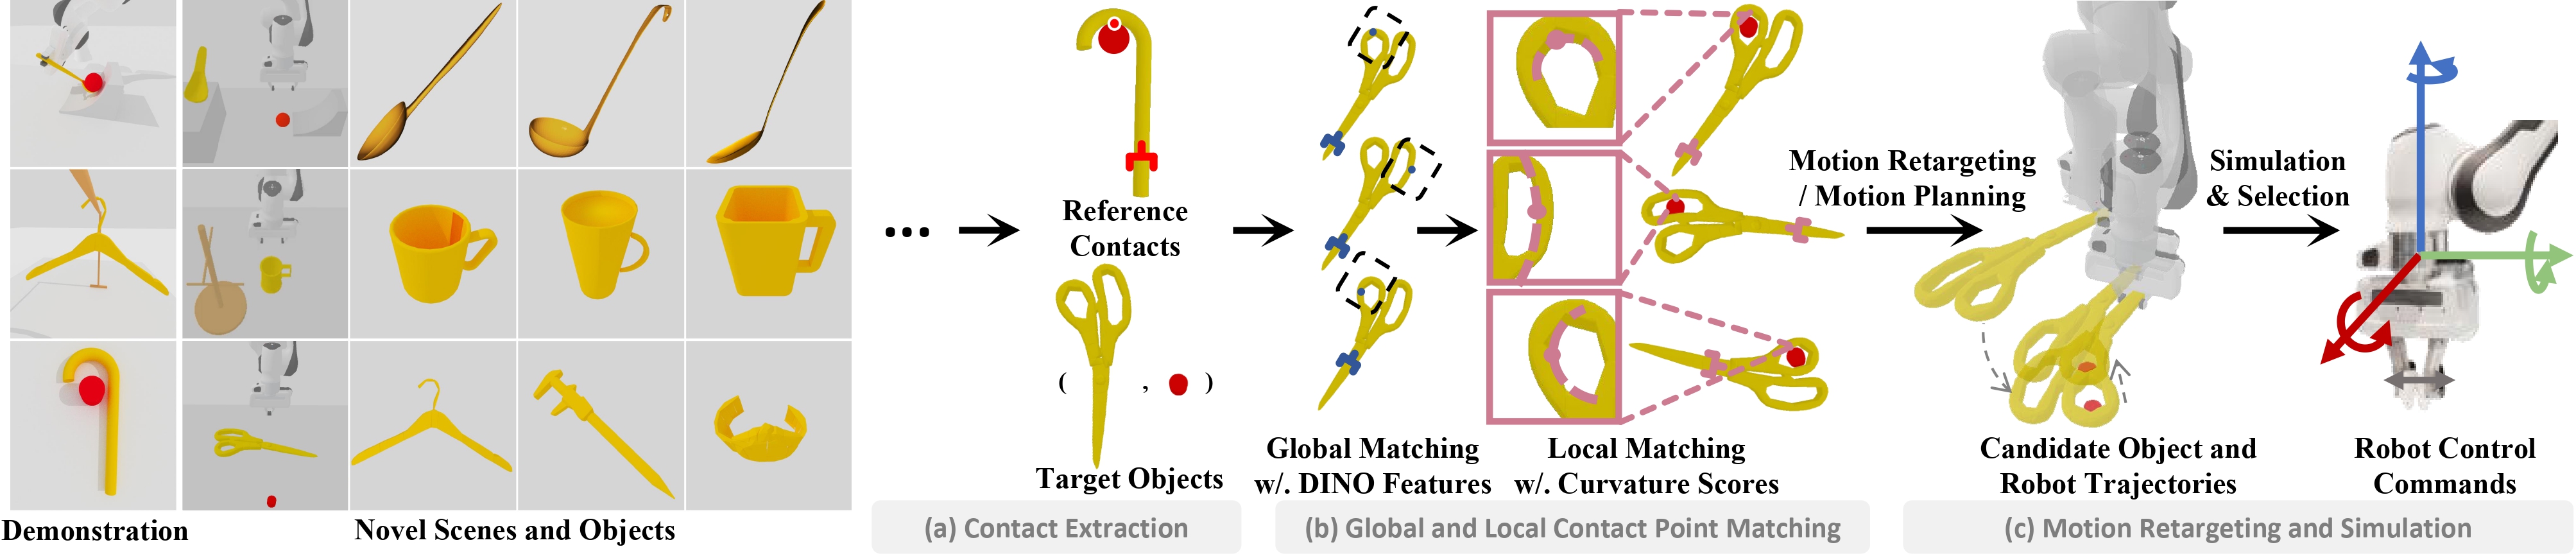 Demonstration
Novel Scenes and Objects
...
Reference
Contacts
( , )
Target Objects
(a) Contact Extraction
Global Matching
w/. DINO Features
Local Matching
w/. Curvature Scores
(b) Global and Local Contact Point Matching
Motion Retargeting
/ Motion Planning
Candidate Object and
Robot Trajectories
Simulation
& Selection
Robot Control
Commands
(c) Motion Retargeting and Simulation